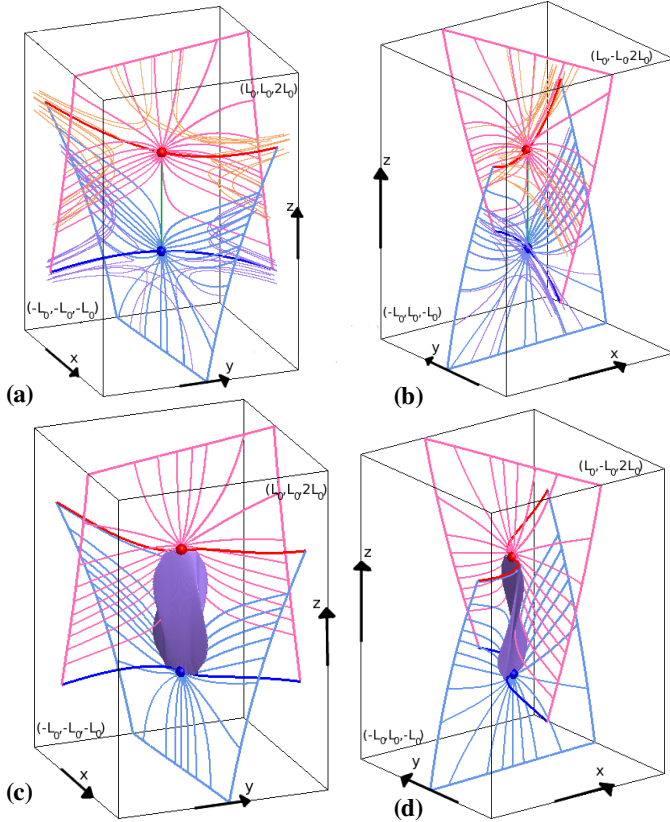 (L₀,L₀,2L₀)
z
(-L₀,-L₀,-L₀)
x
y
(a)
(L₀,-L₀,2L₀)
z
(-L₀,L₀,-L₀)
y
x
(b)
(L₀,L₀,2L₀)
z
(-L₀,-L₀,-L₀)
x
y
(c)
(L₀,-L₀,2L₀)
z
(-L₀,L₀,-L₀)
y
x
(d)